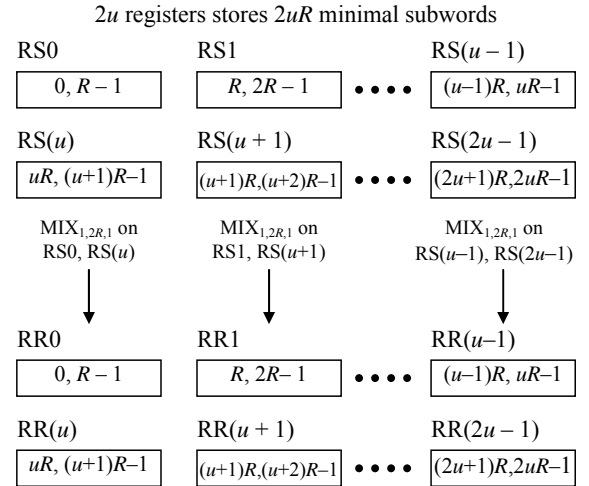 2u registers stores 2uR minimal subwords
RS0 RS1 RS(u – 1)
0, R – 1 R, 2R – 1 (u–1)R, uR–1
RS(u) RS(u + 1) RS(2u – 1)
uR, (u+1)R–1 (u+1)R,(u+2)R–1 (2u+1)R,2uR–1
MIX1,2R,1 on MIX1,2R,1 on MIX1,2R,1 on
RS0, RS(u) RS1, RS(u+1) RS(u–1), RS(2u–1)
RR0 RR1 RR(u–1)
0, R – 1 R, 2R– 1 (u–1)R, uR–1
RR(u) RR(u + 1) RR(2u – 1)
uR, (u+1)R–1 (u+1)R,(u+2)R–1 (2u+1)R,2uR–1